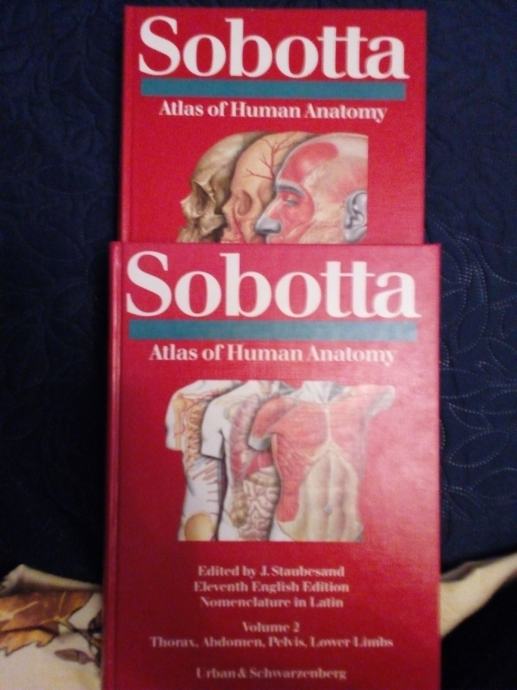 Sobotta
Atlas of Human Anatomy
Sobotta
Atlas of Human Anatomy
Edited by J. Staubesand
Eleventh English Edition
Nomenclature in Latin
Volume 2
Thorax, Abdomen, Pelvis, Lower Limbs
Urban & Schwarzenberg